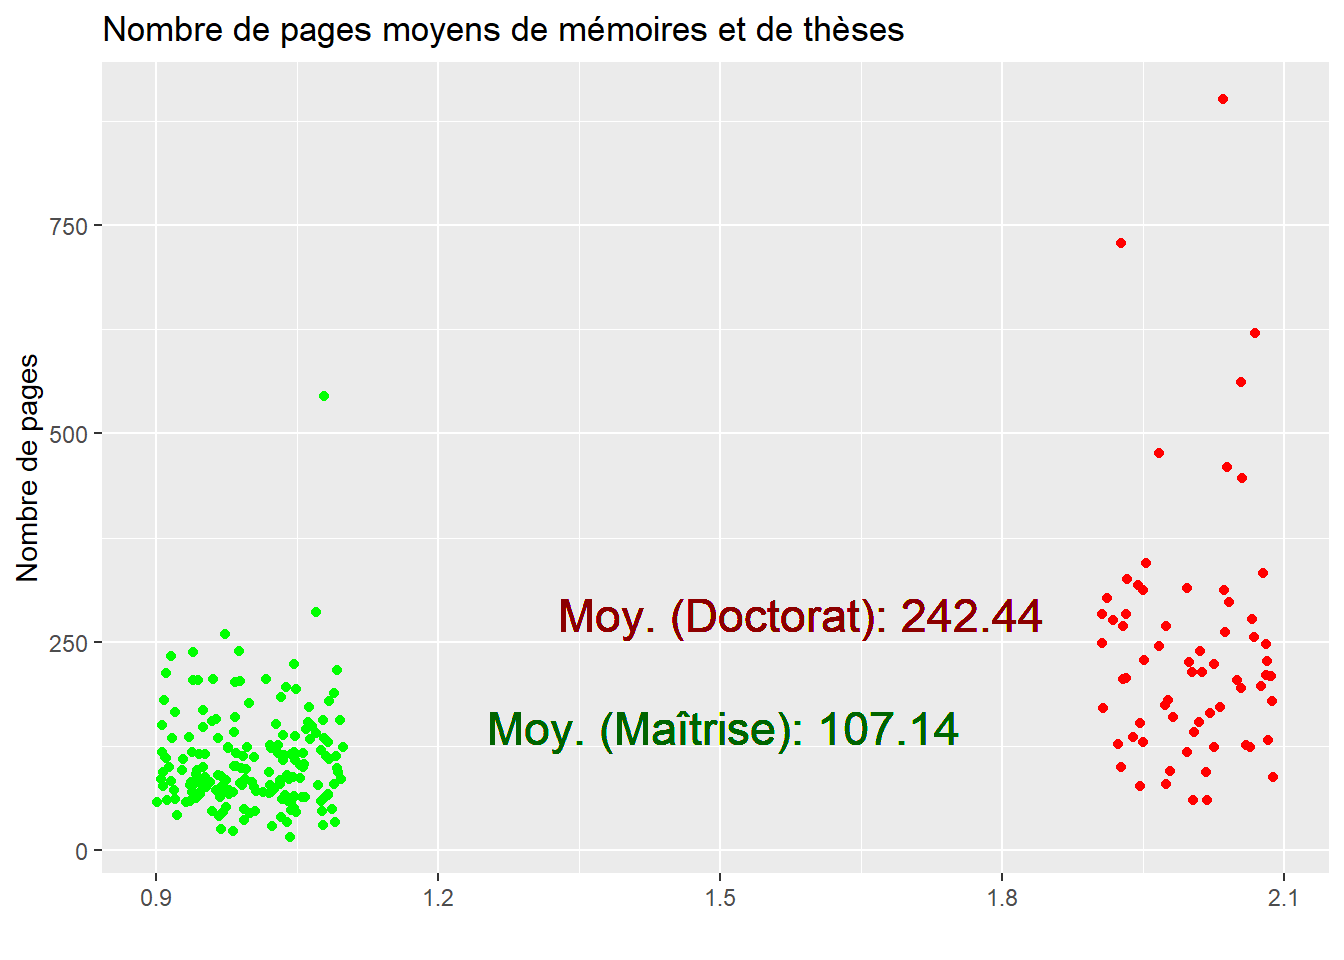 Nombre de pages moyens de mémoires et de thèses
Nombre de pages
750
500
250
0
Moy. (Doctorat): 242.44
Moy. (Maîtrise): 107.14
0.9 1.2 1.5 1.8 2.1